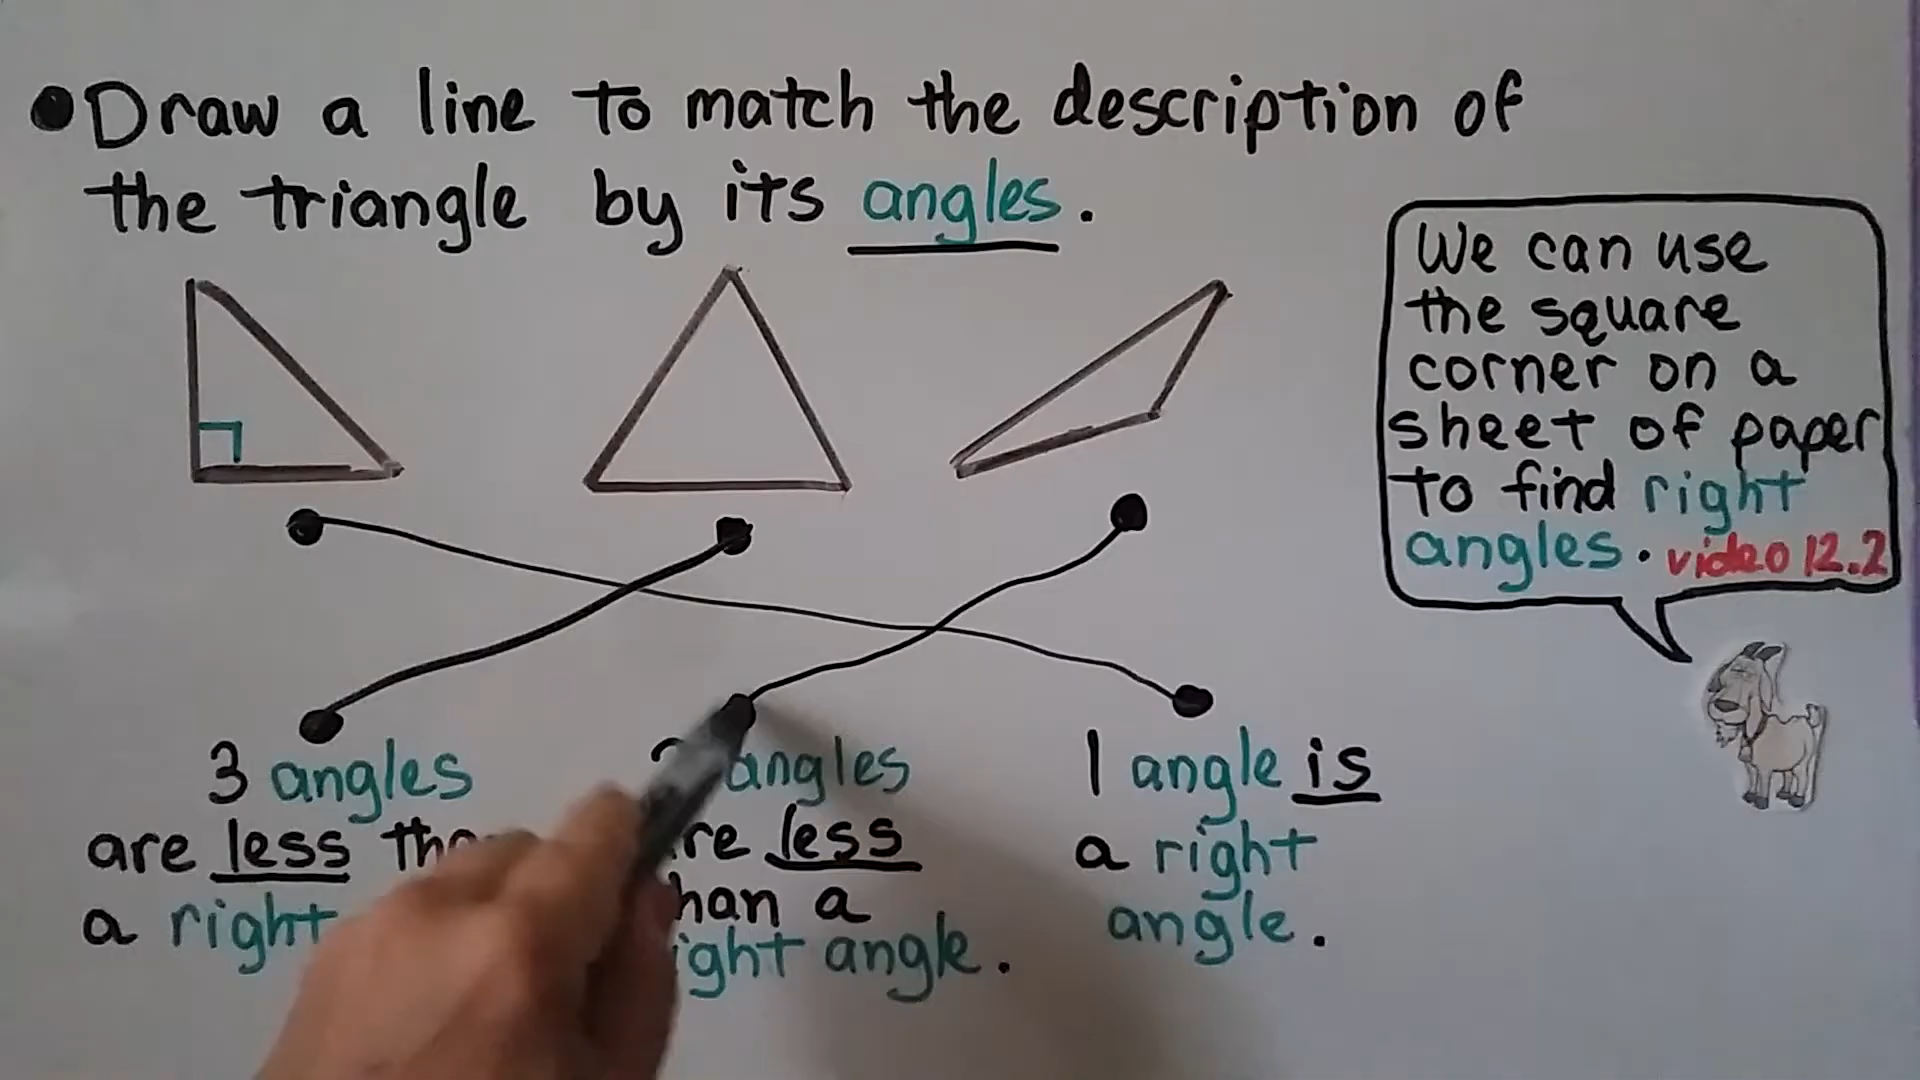 Draw a line to match the description of
the triangle by its angles.
We can use
the square
corner on a
sheet of paper
to find right
angles. video 12.2
3 angles
are less
a right
angles
less
a
angle.
1 angle is
a right
angle.